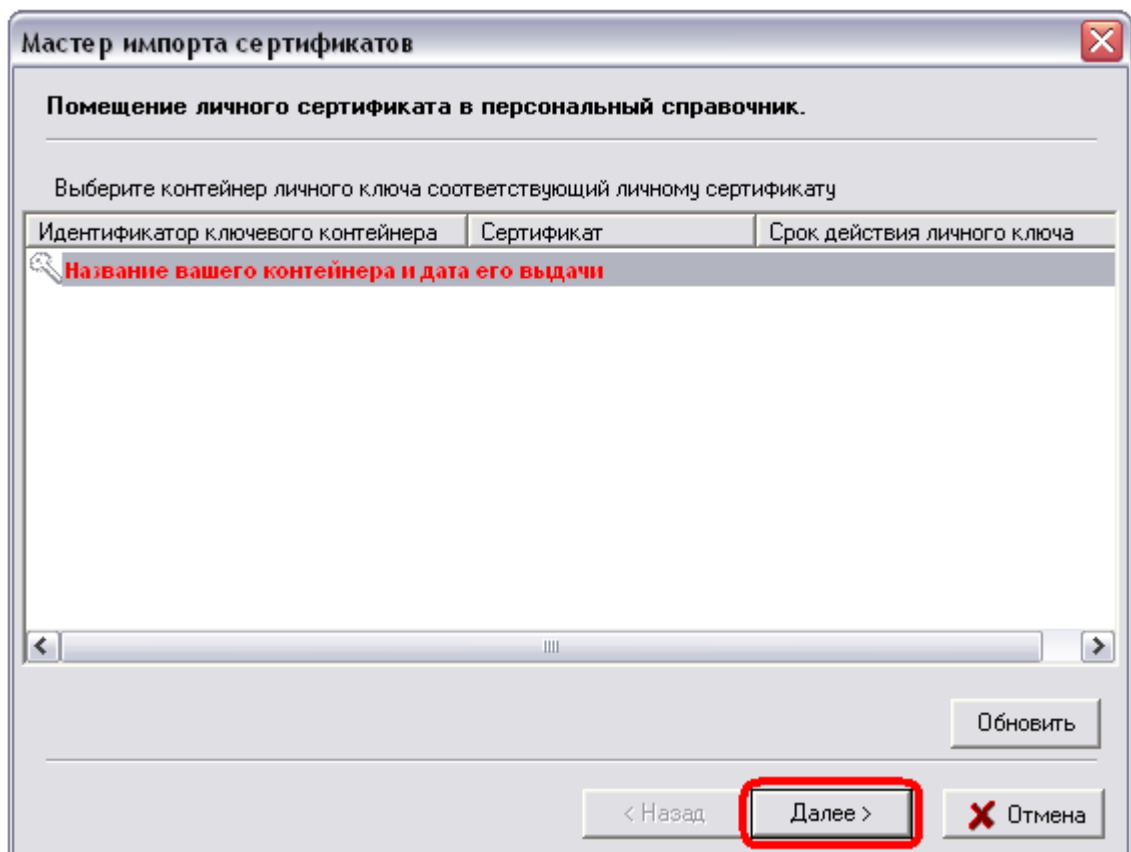 Мастер импорта сертификатов
Помещение личного сертификата в персональный справочник.
Выберите контейнер личного ключа соответствующий личному сертификату
Идентификатор ключевого контейнера Сертификат Срок действия личного ключа
Название вашего контейнера и дата его выдачи
Обновить
< Назад Далее > Отмена